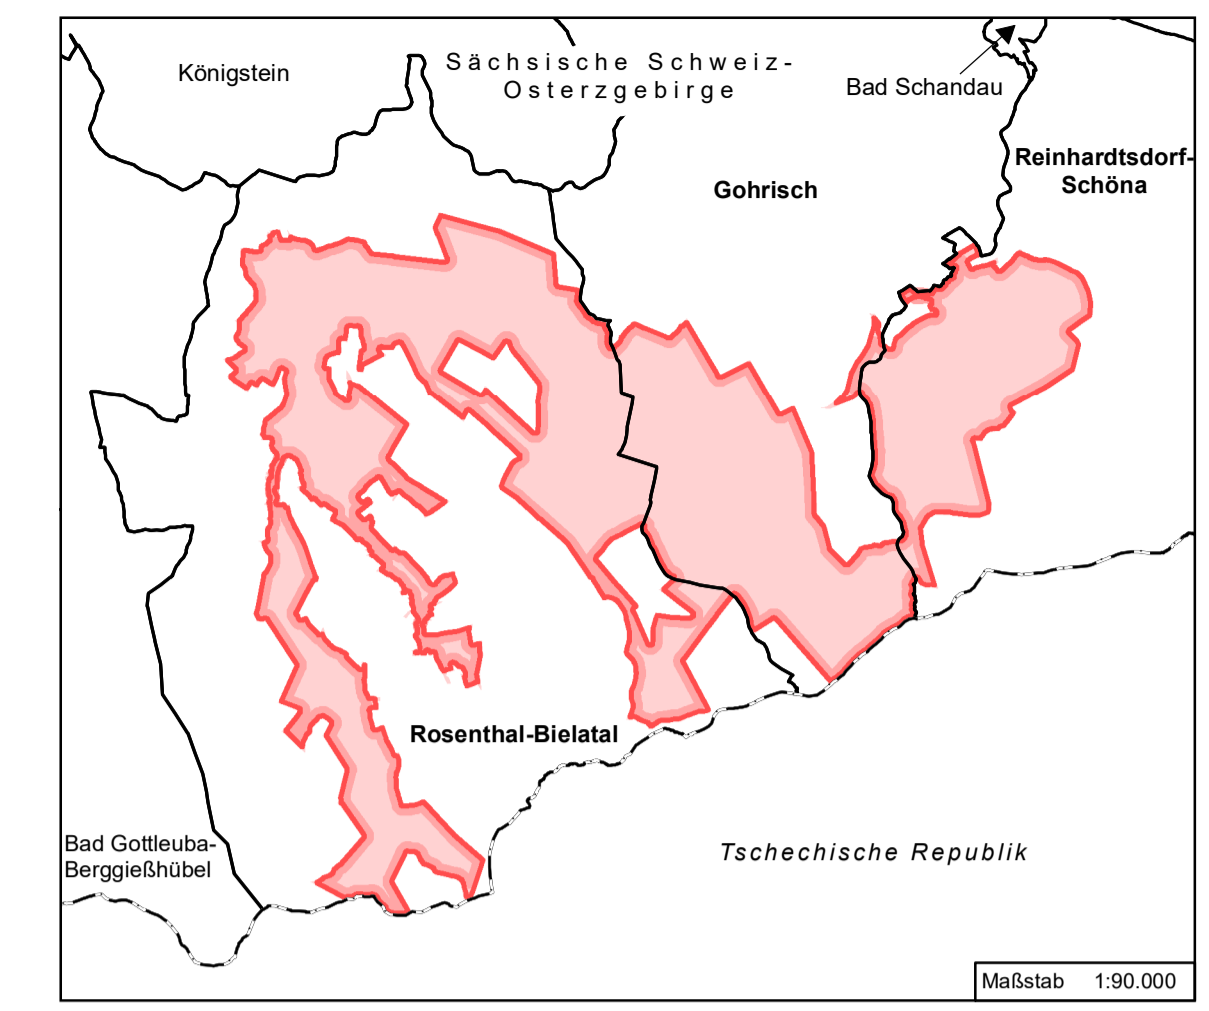 Sächsische Schweiz-
Osterzgebirge
Königstein
Bad Schandau
Reinhardtsdorf-
Schöna
Gohrisch
Rosenthal-Bielatal
Bad Gottleuba-
Berggießhübel
Tschechische Republik
Maßstab 1:90.000